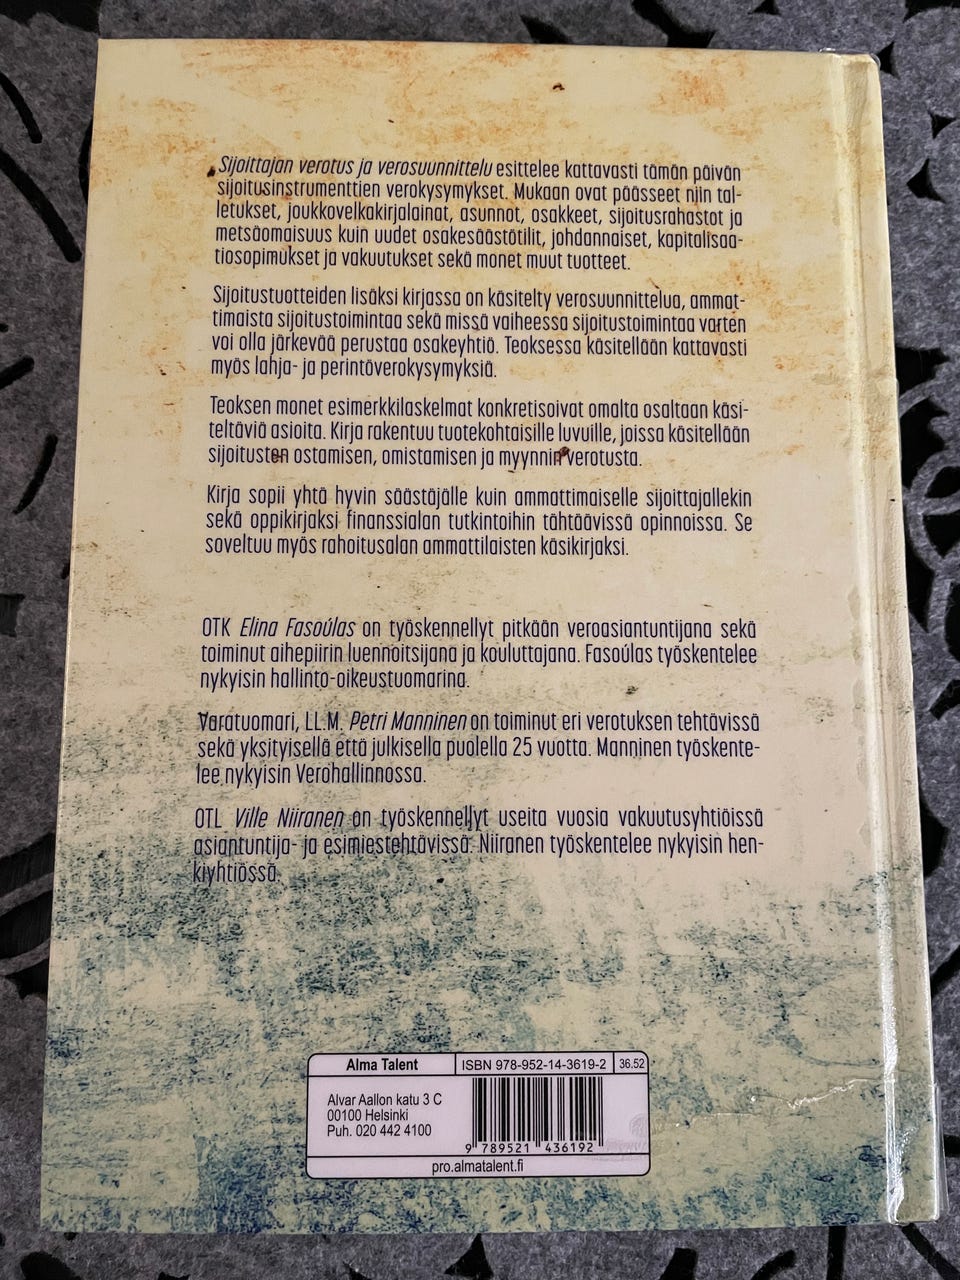 Sijoittajan verotus ja verosuunnittelu esittelee kattavasti tämän päivän
sijoitusinstrumenttien verokysymykset. Mukaan ovat päässeet niin tal-
letukset, joukkovelkakirjalainat, asunnot, osakkeet, sijoitusrahastot ja
metsäomaisuus kuin uudet osakesäästötilit, johdannaiset, kapitalisaa-
tiosopimukset ja vakuutukset sekä monet muut tuotteet.
Sijoitustuotteiden lisäksi kirjassa on käsitelty verosuunnittelua, ammat-
timaista sijoitustoimintaa sekä missä vaiheessa sijoitustoimintaa varten
voi olla järkevää perustaa osakeyhtiö. Teoksessa käsitellään kattavasti
myös lahja- ja perintöverokysymyksiä.
Teoksen monet esimerkkilaskelmat konkretisoivat omalta osaltaan käsi-
teltäviä asioita. Kirja rakentuu tuotekohtaisille luvuille, joissa käsitellään
sijoitusten ostamisen, omistamisen ja myynnin verotusta.
Kirja sopii yhtä hyvin säästäjälle kuin ammattimaiselle sijoittajallekin
sekä oppikirjaksi finanssialan tutkintoihin tähtäävissä opinnoissa. Se
soveltuu myös rahoitusalan ammattilaisten käsikirjaksi.
OTK Elina Fasoúlas on työskennellyt pitkään veroasiantuntijana sekä
toiminut aihepiirin luennoitsijana ja kouluttajana. Fasoúlas työskentelee
nykyisin hallinto-oikeustuomarina.
Varatuomari, LL.M. Petri Manninen on toiminut eri verotuksen tehtävissä
sekä yksityisellä että julkisella puolella 25 vuotta. Manninen työskente-
lee nykyisin Verohallinnossa.
OTL Ville Niiranen on työskennellyt useita vuosia vakuutusyhtiöissä
asiantuntija- ja esimiestehtävissä. Niiranen työskentelee nykyisin hen-
kiyhtiössä.
Alma Talent ISBN 978-952-14-3619-2 36.52
Alvar Aallon katu 3 C
00100 Helsinki
Puh. 020 442 4100
9 789521 436192
pro.almatalent.fi